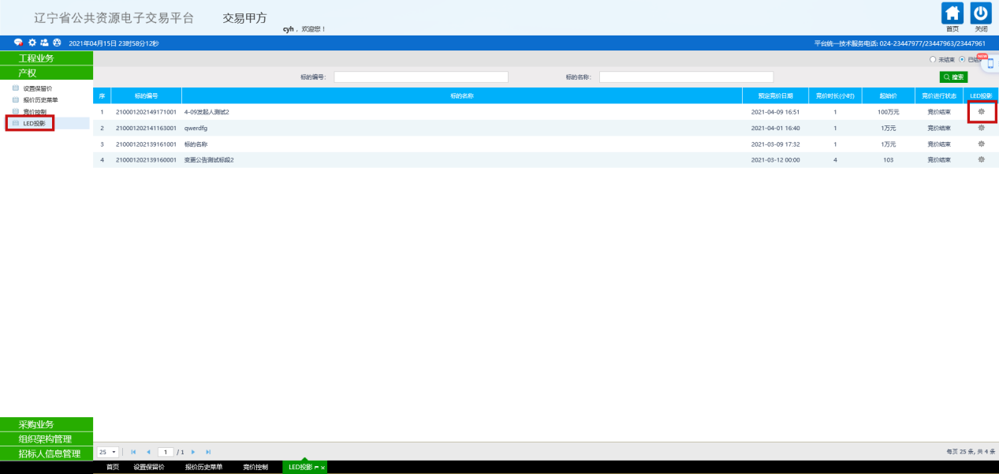 辽宁省公共资源电子交易平台 交易甲方
cyh ，欢迎您！
首页 关闭
2021年04月15日 23时58分12秒 平台统一技术服务电话: 024-23447977/23447963/23447961
工程业务
产权
设置保留价
报价历史菜单
竞价控制
LED投影
未结束 已结
标的编号: 标的名称: 搜索
序 标的编号 标的名称 预定竞价日期 竞价时长(小时) 起始价 竞价进行状态 LED投影
1 210001202149171001 4-09发起人测试2 2021-04-09 16:51 1 100万元 竞价结束
2 210001202141163001 qwerdfg 2021-04-01 16:40 1 1万元 竞价结束
3 210001202139161001 标的名称 2021-03-09 17:32 1 1万元 竞价结束
4 210001202139160001 变更公告测试标段2 2021-03-12 00:00 4 103 竞价结束
采购业务
组织架构管理
招标人信息管理
25 1 / 1 每页 25 条, 共 4 条
首页 设置保留价 报价历史菜单 竞价控制 LED投影